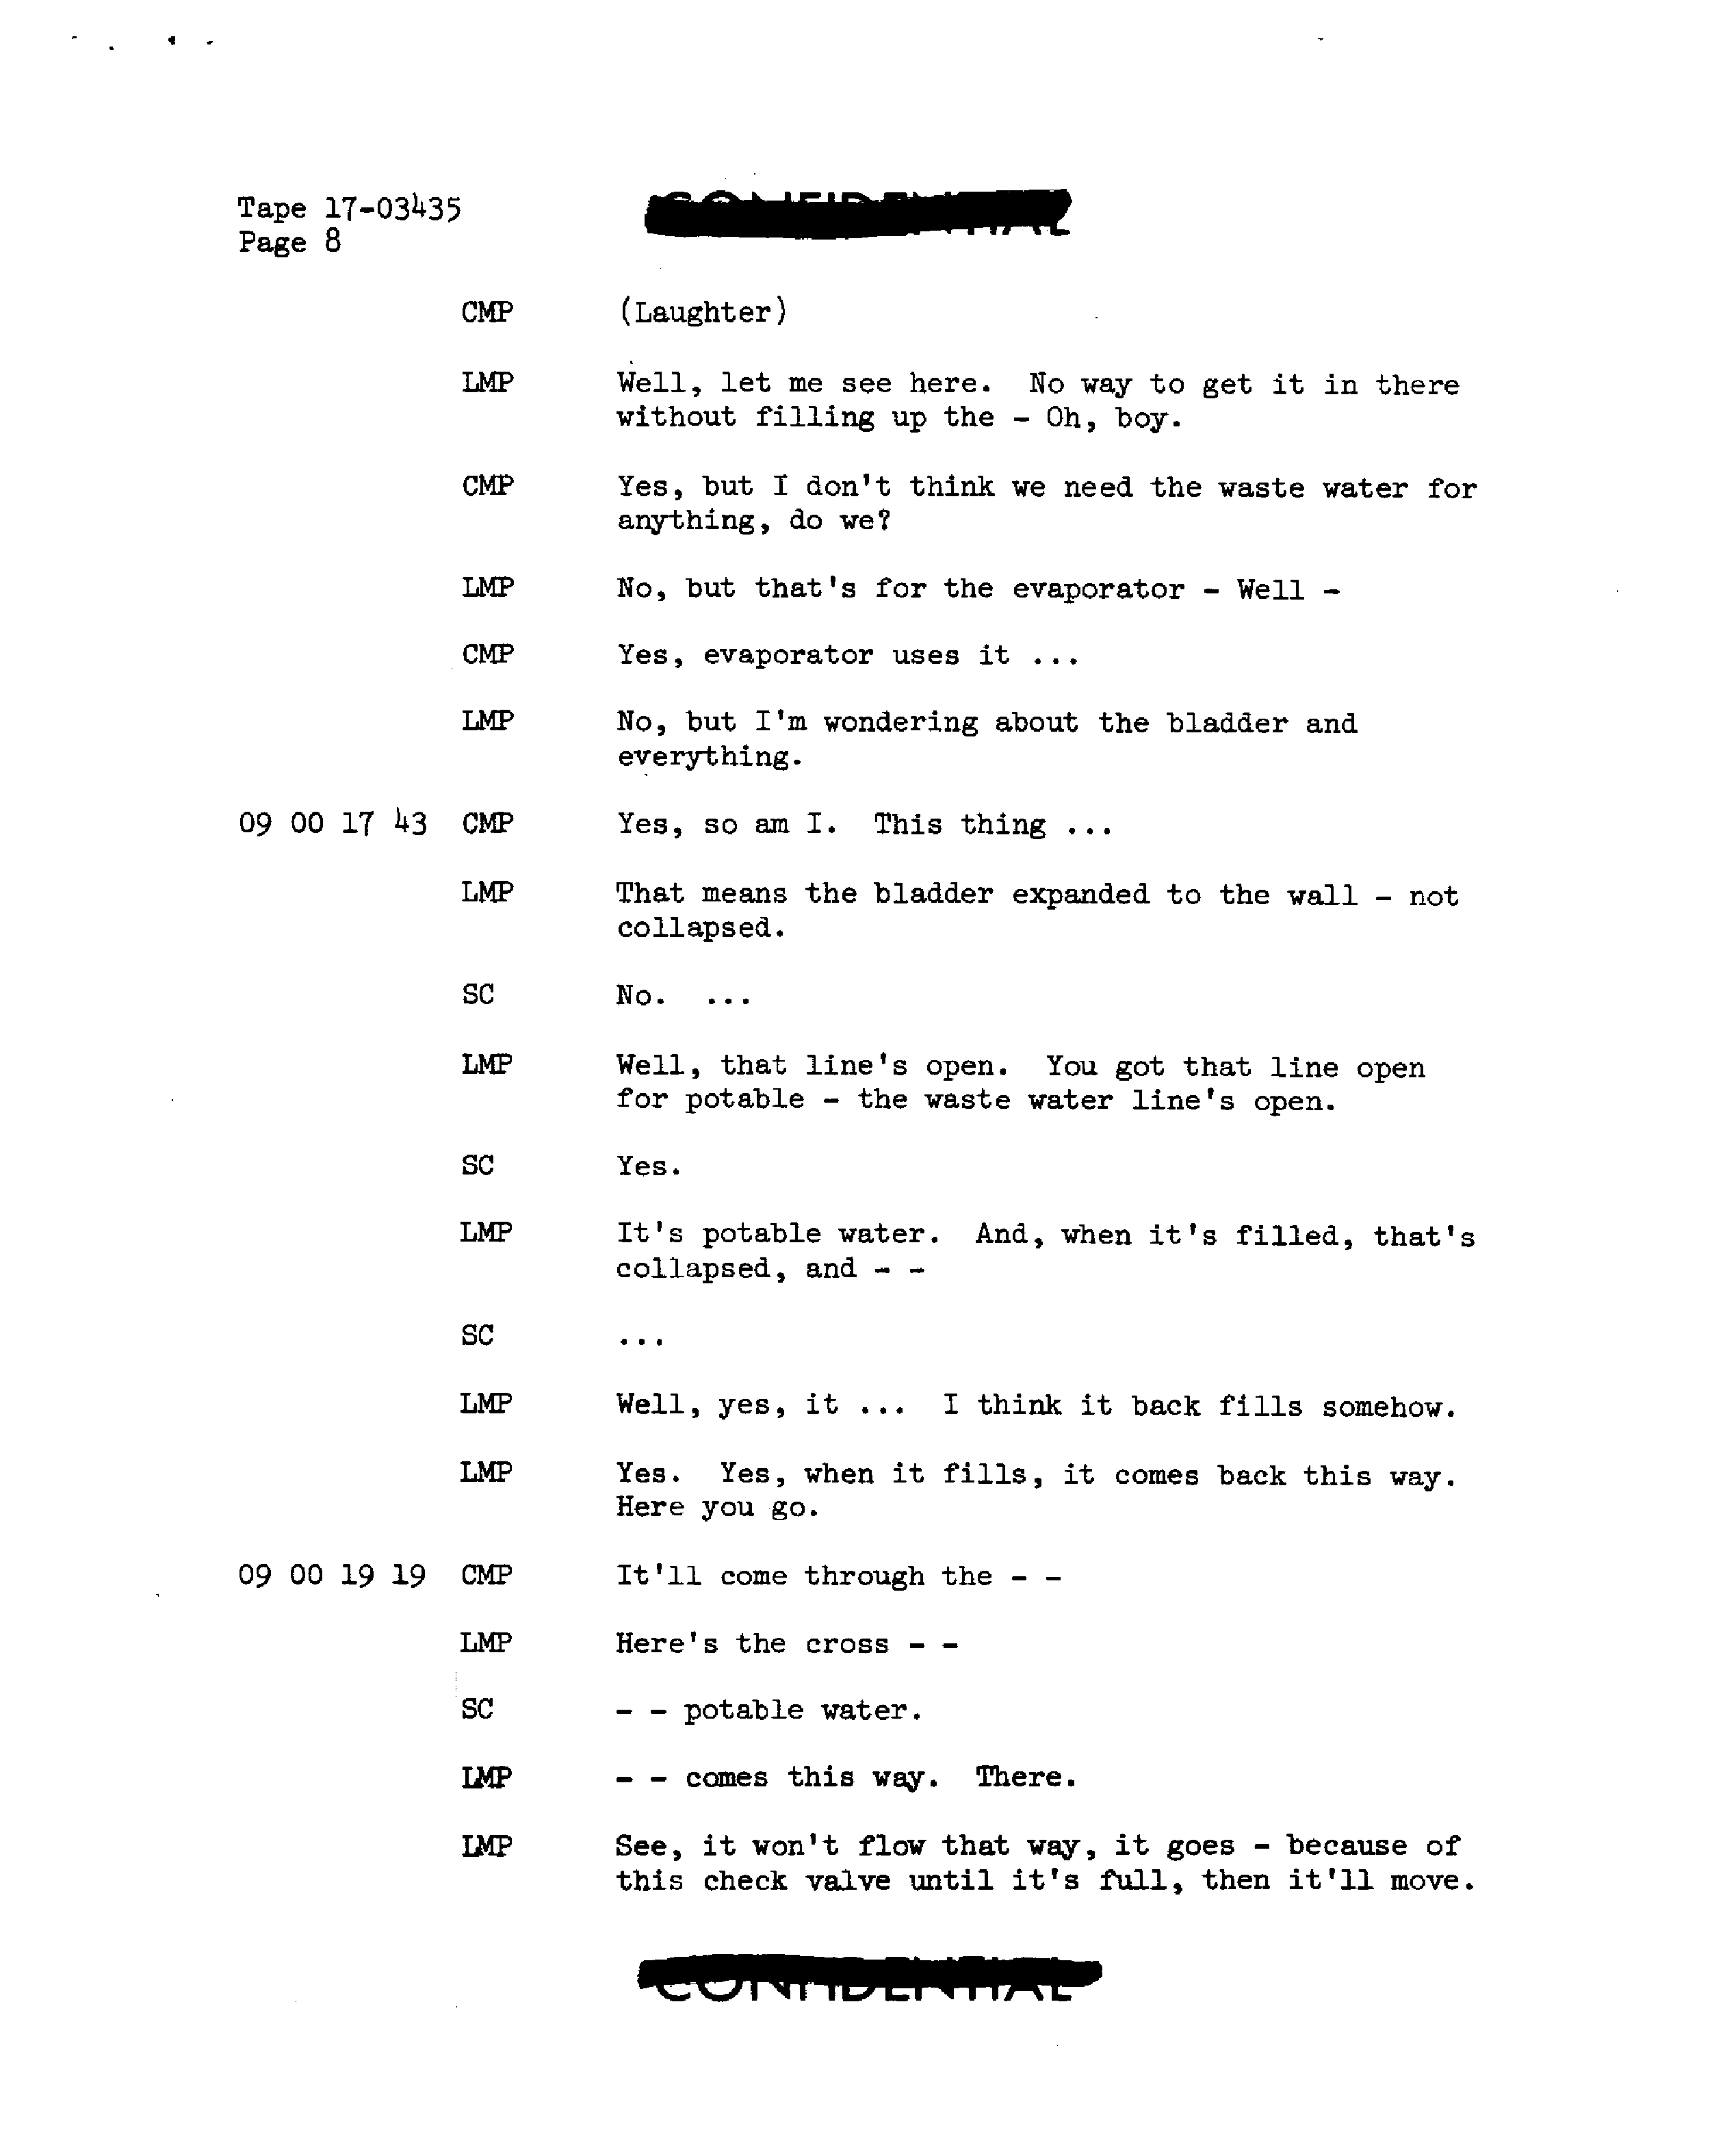 Tape 17-03435
Page 8
CONFIDENTIAL
CMP (Laughter)
LMP Well, let me see here. No way to get it in there
without filling up the - Oh, boy.
CMP Yes, but I don't think we need the waste water for
anything, do we?
LMP No, but that's for the evaporator - Well -
CMP Yes, evaporator uses it ...
LMP No, but I'm wondering about the bladder and
everything.
09 00 17 43 CMP Yes, so am I. This thing ...
LMP That means the bladder expanded to the wall - not
collapsed.
SC No. ...
LMP Well, that line's open. You got that line open
for potable - the waste water line's open.
SC Yes.
LMP It's potable water. And, when it's filled, that's
collapsed, and - -
SC ...
LMP Well, yes, it ... I think it back fills somehow.
LMP Yes. Yes, when it fills, it comes back this way.
Here you go.
09 00 19 19 CMP It'll come through the - -
LMP Here's the cross - -
SC - - potable water.
LMP - - comes this way. There.
LMP See, it won't flow that way, it goes - because of
this check valve until it's full, then it'll move.
CONFIDENTIAL